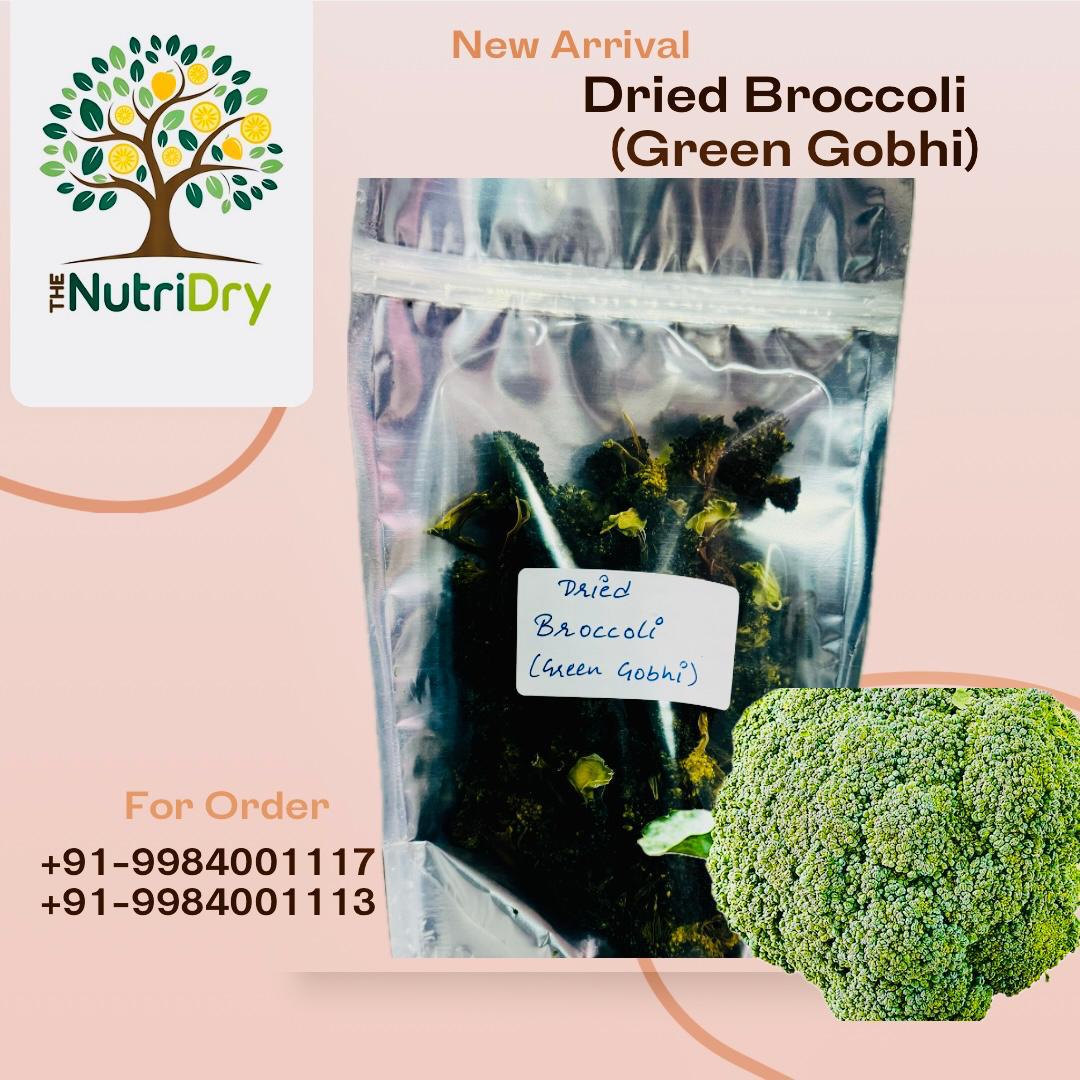 New Arrival
Dried Broccoli
(Green Gobhi)
THE NutriDry
Dried
Broccoli
(Green Gobhi)
For Order
+91-9984001117
+91-9984001113